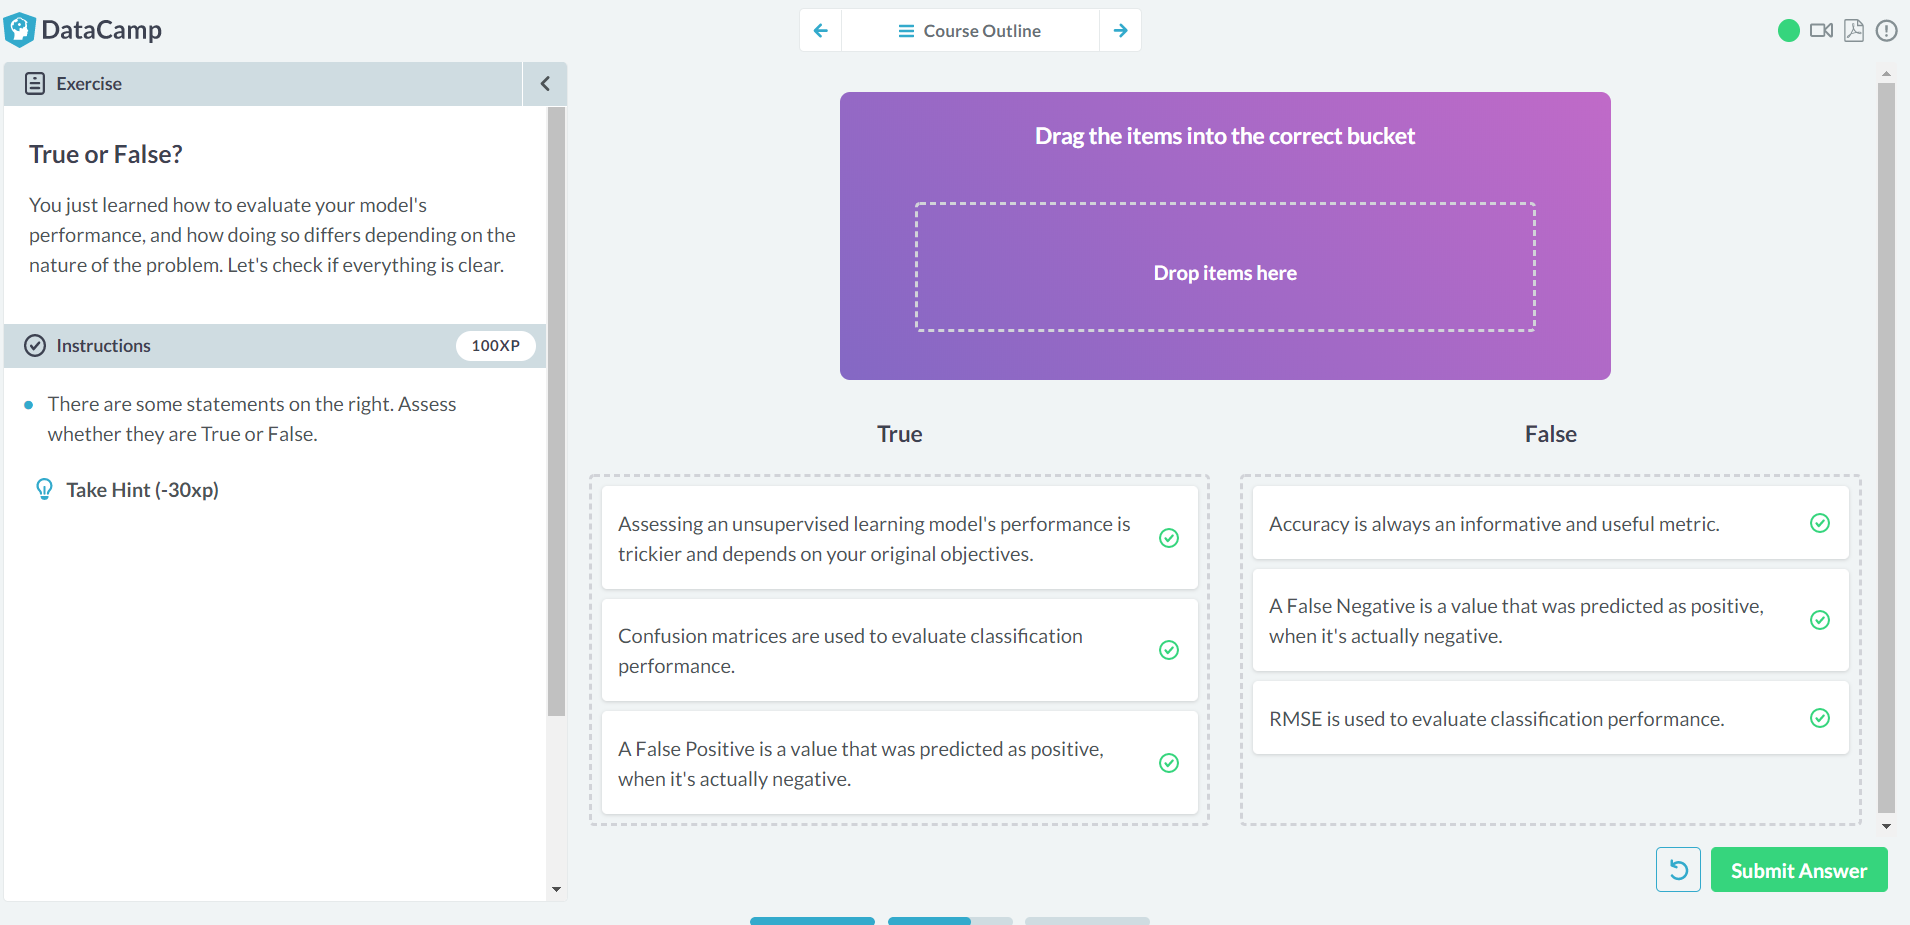 DataCamp
Course Outline
Exercise
True or False?
You just learned how to evaluate your model's
performance, and how doing so differs depending on the
nature of the problem. Let's check if everything is clear.
Instructions
100XP
There are some statements on the right. Assess
whether they are True or False.
Take Hint (-30xp)
Drag the items into the correct bucket
Drop items here
True
Assessing an unsupervised learning model's performance is
trickier and depends on your original objectives.
Confusion matrices are used to evaluate classification
performance.
A False Positive is a value that was predicted as positive,
when it's actually negative.
False
Accuracy is always an informative and useful metric.
A False Negative is a value that was predicted as positive,
when it's actually negative.
RMSE is used to evaluate classification performance.
Submit Answer